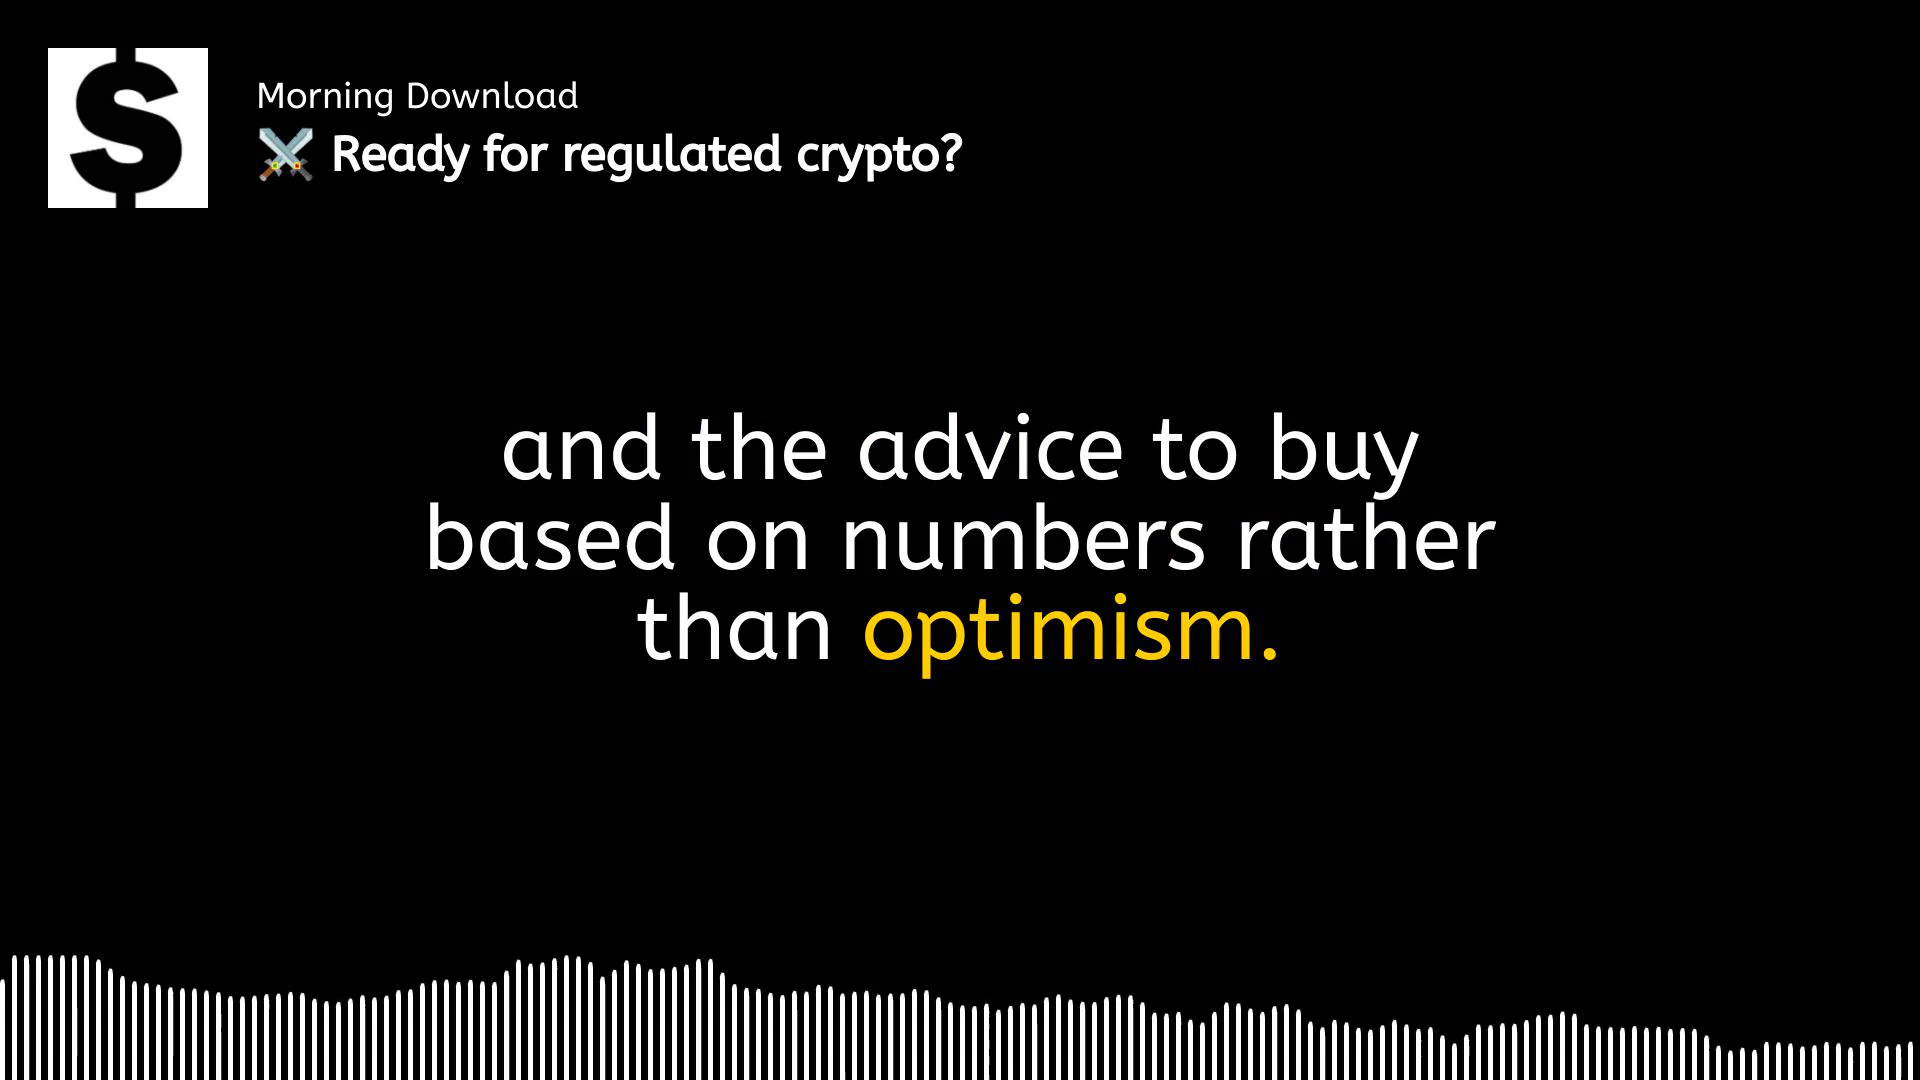 Morning Download
⚔️ Ready for regulated crypto?
and the advice to buy
based on numbers rather
than optimism.